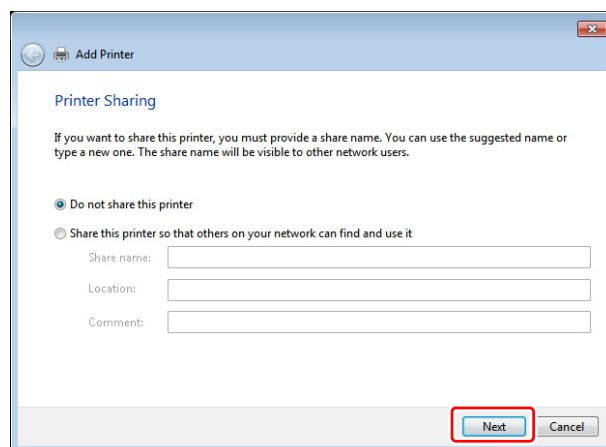 Add Printer
Printer Sharing
If you want to share this printer, you must provide a share name. You can use the suggested name or
type a new one. The share name will be visible to other network users.
Do not share this printer
Share this printer so that others on your network can find and use it
Share name:
Location:
Comment:
Next Cancel